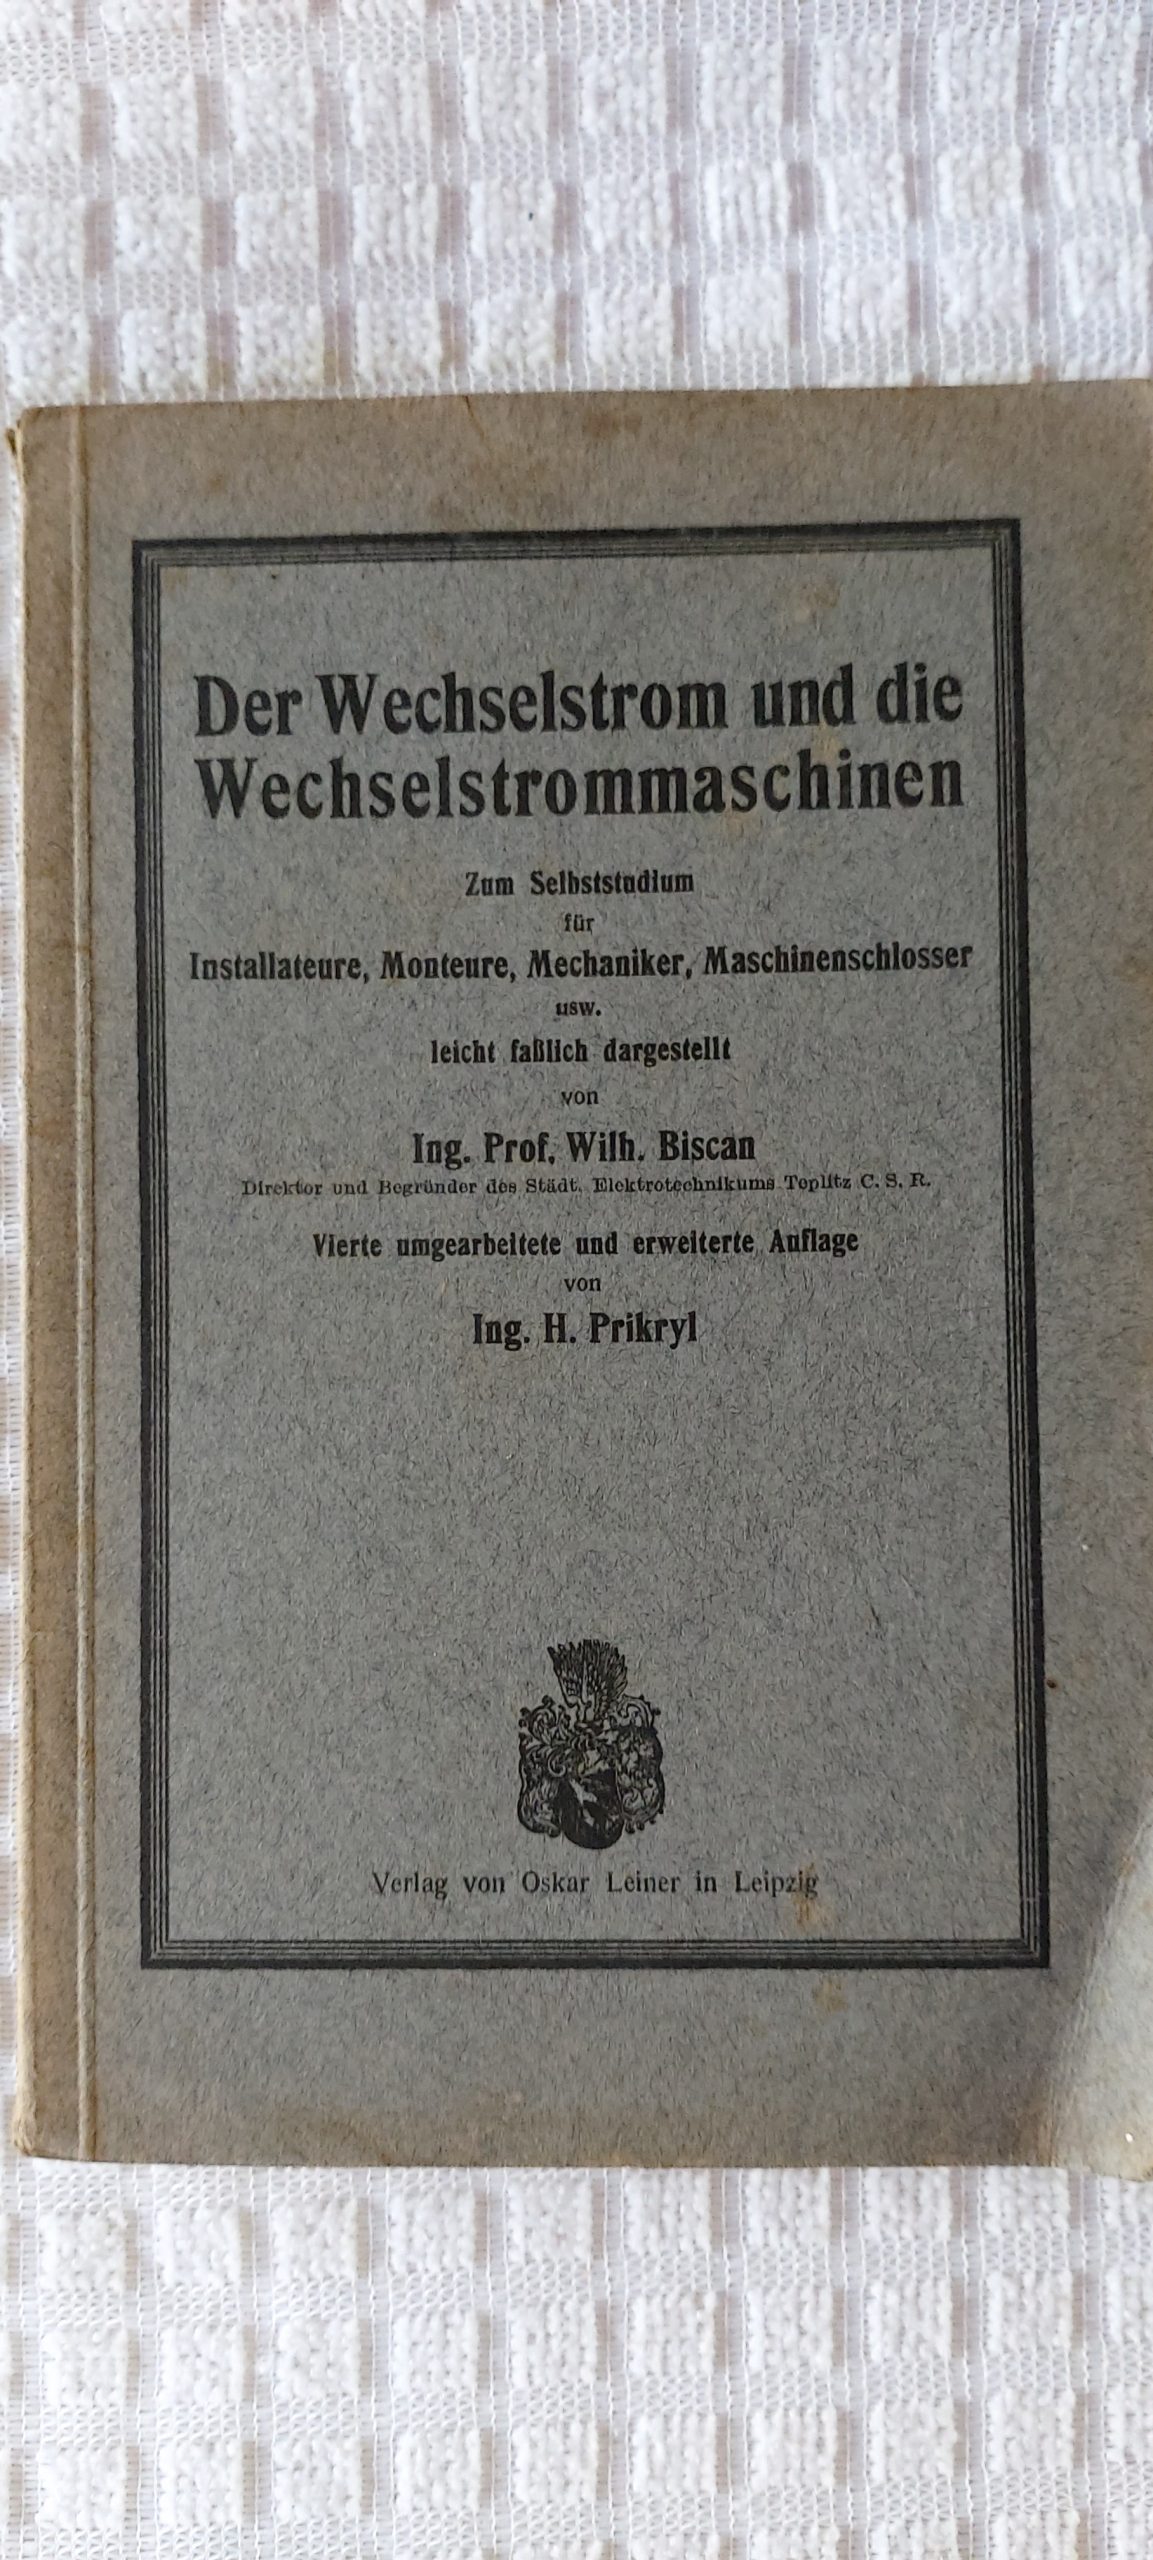 Der Wechselstrom und die
Wechselstrommaschinen
Zum Selbststudium
für
Installateure, Monteure, Mechaniker, Maschinenschlosser
usw.
leicht faßlich dargestellt
von
Ing. Prof. Wilh. Biscan
Direktor und Begründer des Städt. Elektrotechnikums Teplitz C. S. R.
Vierte umgearbeitete und erweiterte Auflage
von
Ing. H. Prikryl
Verlag von Oskar Leiner in Leipzig